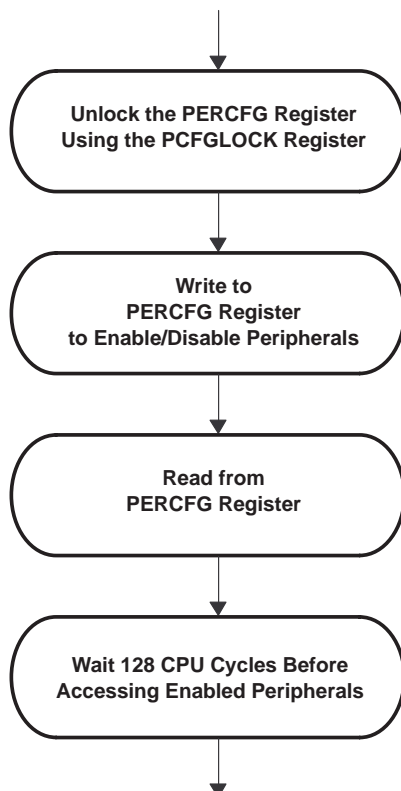 Unlock the PERCFG Register
Using the PCFGLOCK Register
Write to
PERCFG Register
to Enable/Disable Peripherals
Read from
PERCFG Register
Wait 128 CPU Cycles Before
Accessing Enabled Peripherals